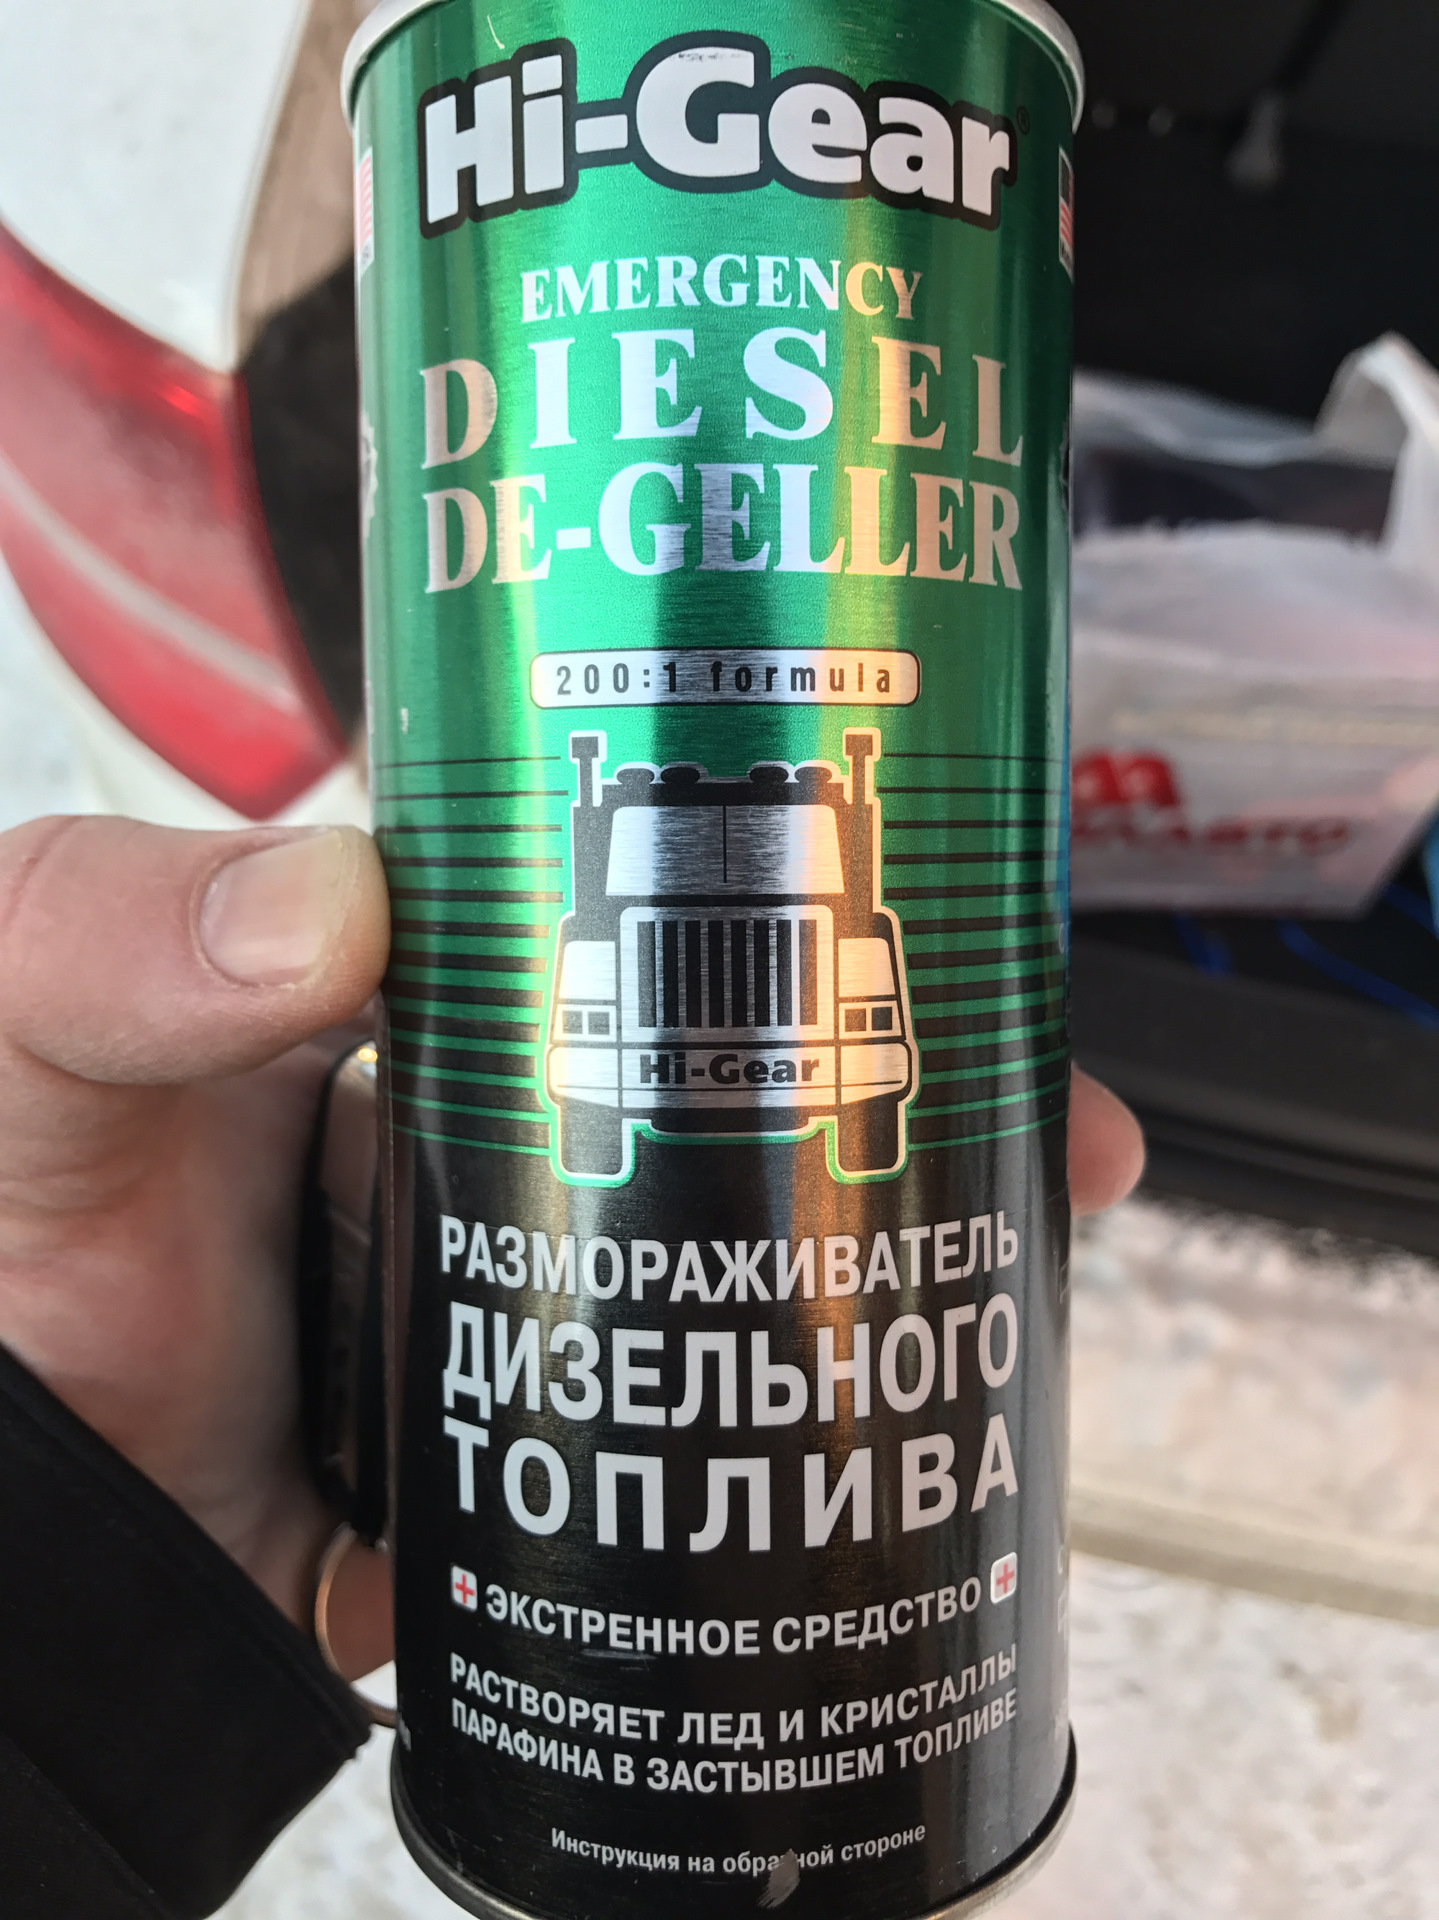 Hi-Gear®
EMERGENCY
DIESEL
DE-GELLER
200:1 formula
Hi-Gear
РАЗМОРАЖИВАТЕЛЬ
ДИЗЕЛЬНОГО
ТОПЛИВА
ЭКСТРЕННОЕ СРЕДСТВО
РАСТВОРЯЕТ ЛЕД И КРИСТАЛЛЫ
ПАРАФИНА В ЗАСТЫВШЕМ ТОПЛИВЕ
Инструкция на обратной стороне